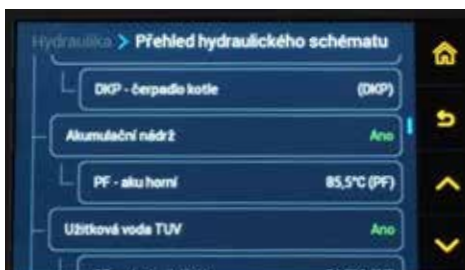 Hydraulika > Přehled hydraulického schématu
DKP - čerpadlo kotle (DKP)
Akumulační nádrž Ano
PF - aku horní 85,5°C (PF)
Užitková voda TUV Ano